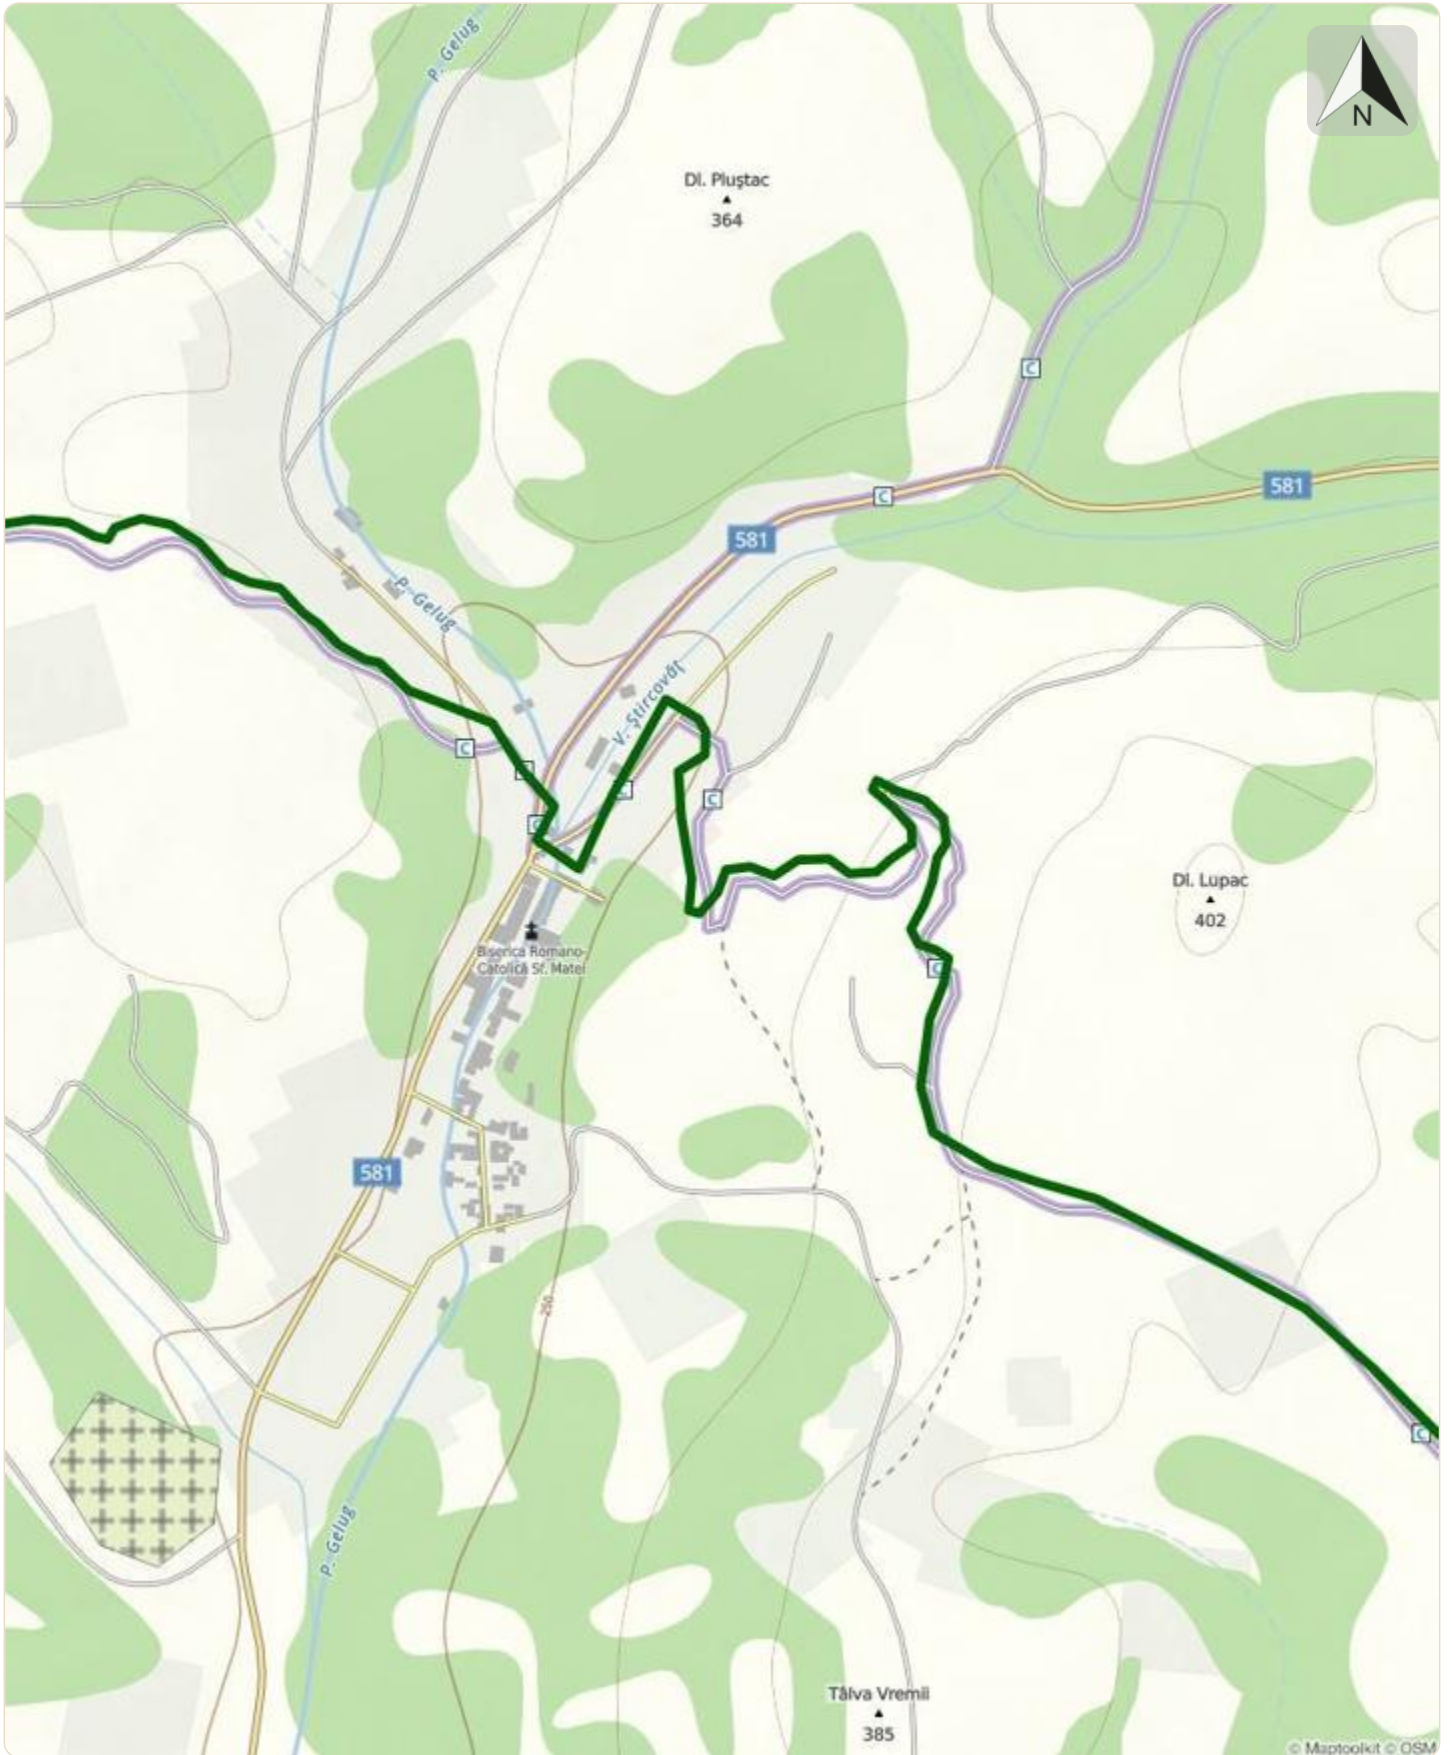 P. Gelug
N
Dl. Pluştac
364
C
581
C
581
P. Gelug
V. Ştircovăţ
C
C
C
C
C
Dl. Lupac
402
Biserica Romano-
Catolică Sf. Matei
C
581
250
C
P. Gelug
Tâlva Vremii
385
© Maptoolkit © OSM